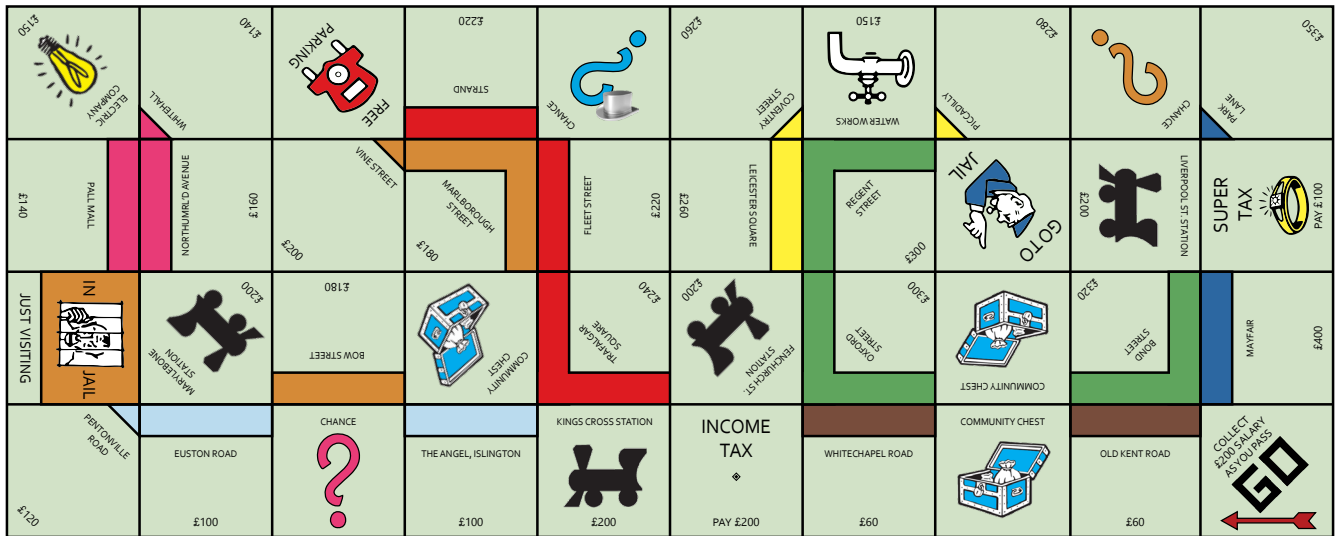 £150
ELECTRIC
COMPANY
£140
WHITEHALL
FREE
PARKING
£220
STRAND
CHANCE
£260
COVENTRY
STREET
£150
WATER WORKS
£280
PICCADILLY
CHANCE
£350
PARK
LANE
£140
PALL MALL
NORTHUMRL'D AVENUE
£160
VINE STREET
£200
MARLBOROUGH
STREET
£180
FLEET STREET
£220
£260
LEICESTER SQUARE
REGENT
STREET
£300
GO TO
JAIL
£200
LIVERPOOL ST. STATION
SUPER
TAX
PAY £100
JUST VISITING
IN
JAIL
£200
MARYLEBONE
STATION
£180
BOW STREET
COMMUNITY
CHEST
£240
TRAFALGAR
SQUARE
£200
FENCHURCH ST.
STATION
£300
OXFORD
STREET
COMMUNITY CHEST
£320
BOND
STREET
MAYFAIR
£400
PENTONVILLE
ROAD
£120
EUSTON ROAD
£100
CHANCE
THE ANGEL, ISLINGTON
£100
KINGS CROSS STATION
£200
INCOME
TAX
PAY £200
WHITECHAPEL ROAD
£60
COMMUNITY CHEST
OLD KENT ROAD
£60
COLLECT
£200 SALARY
AS YOU PASS
GO